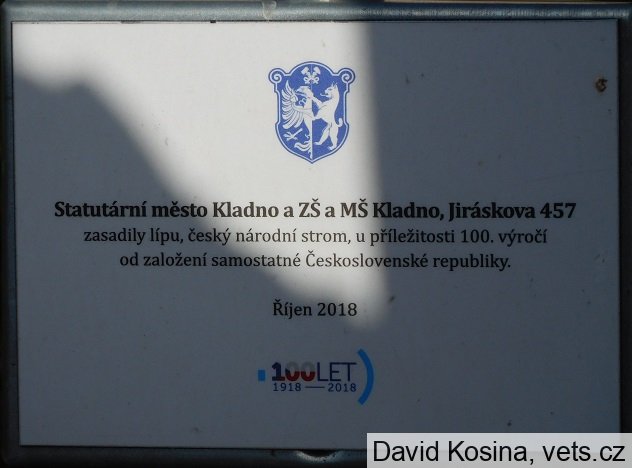 Statutární město Kladno a ZŠ a MŠ Kladno, Jiráskova 457
zasadily lípu, český národní strom, u příležitosti 100. výročí
od založení samostatné Československé republiky.
Říjen 2018
100LET
1918 — 2018
David Kosina, vets.cz